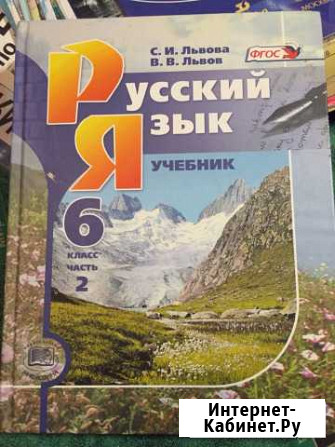 С. И. Львова
В. В. Львов
ФГОС
Русский
Язык
УЧЕБНИК
6
КЛАСС
ЧАСТЬ
2
Интернет-
Кабинет.Ру